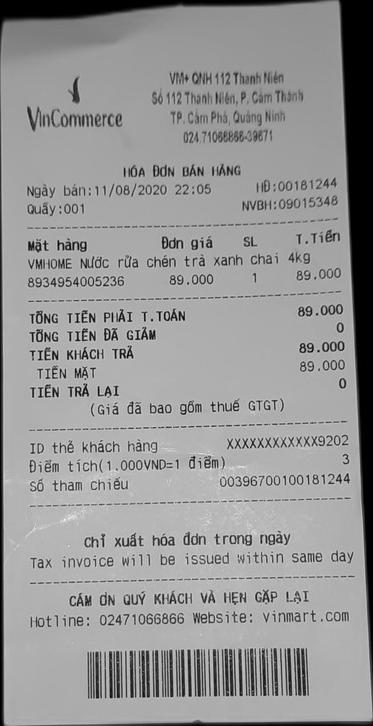 VinCommerce
VM+ QNH 112 Thanh Niên
Số 112 Thanh Niên, P. Cẩm Thành
TP. Cẩm Phả, Quảng Ninh
024.71066866-39671
HÓA ĐƠN BÁN HÀNG
Ngày bán:11/08/2020 22:05 HĐ:00181244
Quầy:001 NVBH:09015348
Mặt hàng Đơn giá SL T.Tiền
VMHOME Nước rửa chén trà xanh chai 4kg
8934954005236 89.000 1 89.000
TỔNG TIỀN PHẢI T.TOÁN 89.000
TỔNG TIỀN ĐÃ GIẢM 0
TIỀN KHÁCH TRẢ 89.000
TIỀN MẶT 89.000
TIỀN TRẢ LẠI 0
(Giá đã bao gồm thuế GTGT)
ID thẻ khách hàng XXXXXXXXXXXX9202
Điểm tích(1.000VND=1 điểm) 3
Số tham chiếu 00396700100181244
Chỉ xuất hóa đơn trong ngày
Tax invoice will be issued within same day
CẢM ƠN QUÝ KHÁCH VÀ HẸN GẶP LẠI
Hotline: 02471066866 Website: vinmart.com